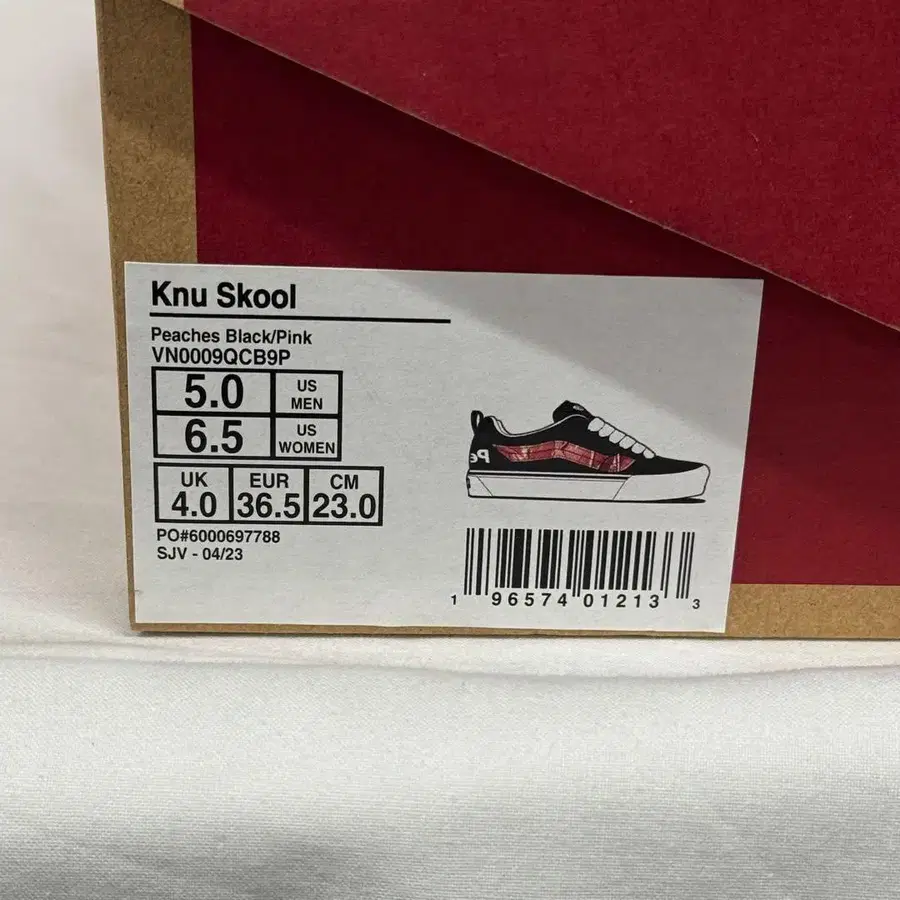 Knu Skool
Peaches Black/Pink
VN0009QCB9P
5.0 US MEN
6.5 US WOMEN
UK EUR CM
4.0 36.5 23.0
PO#6000697788
SJV - 04/23
1 96574 01213 3